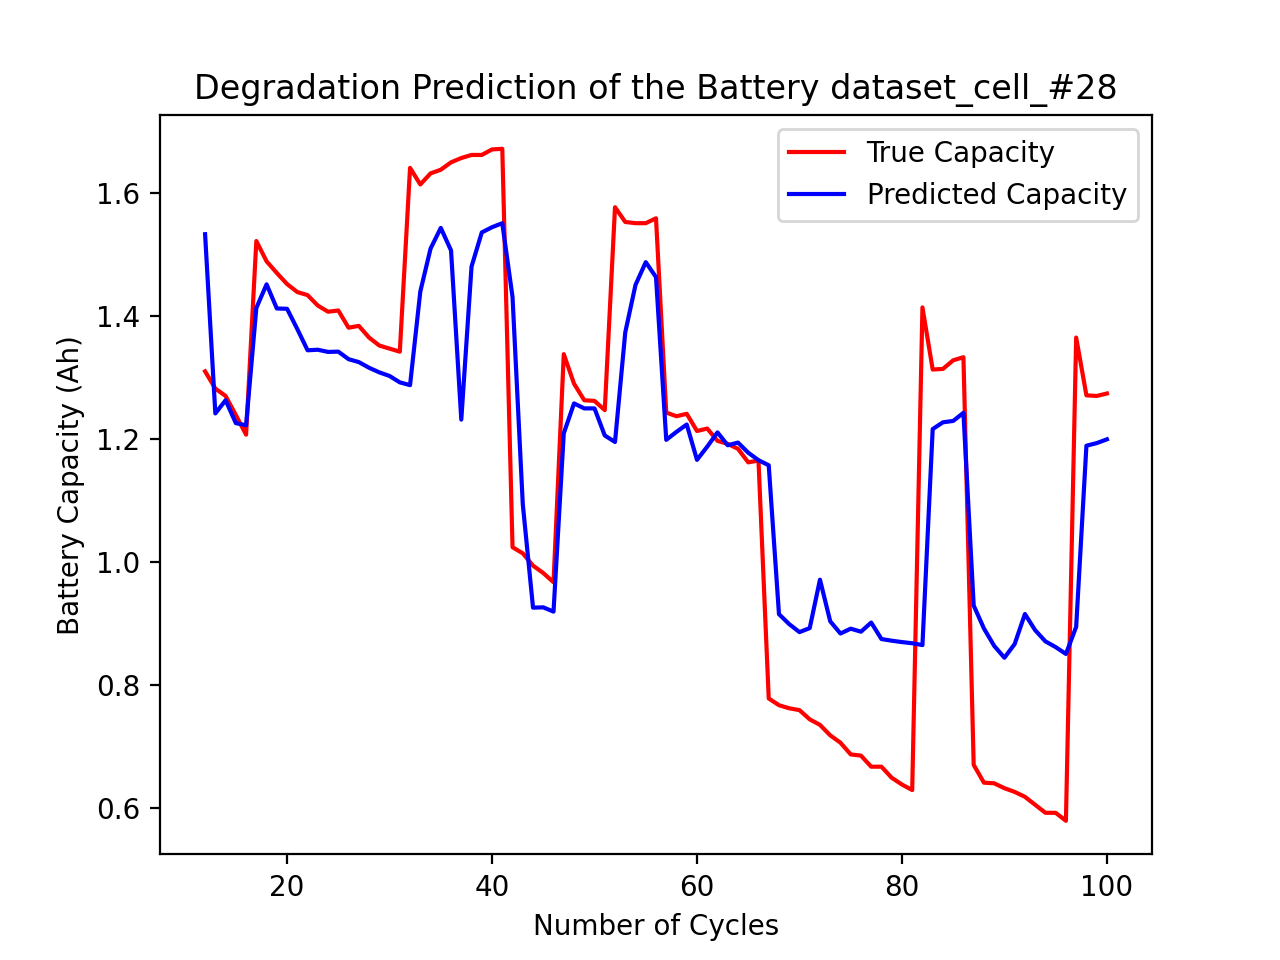 Degradation Prediction of the Battery dataset_cell_#28
True Capacity
Predicted Capacity
Battery Capacity (Ah)
1.6
1.4
1.2
1.0
0.8
0.6
20 40 60 80 100
Number of Cycles